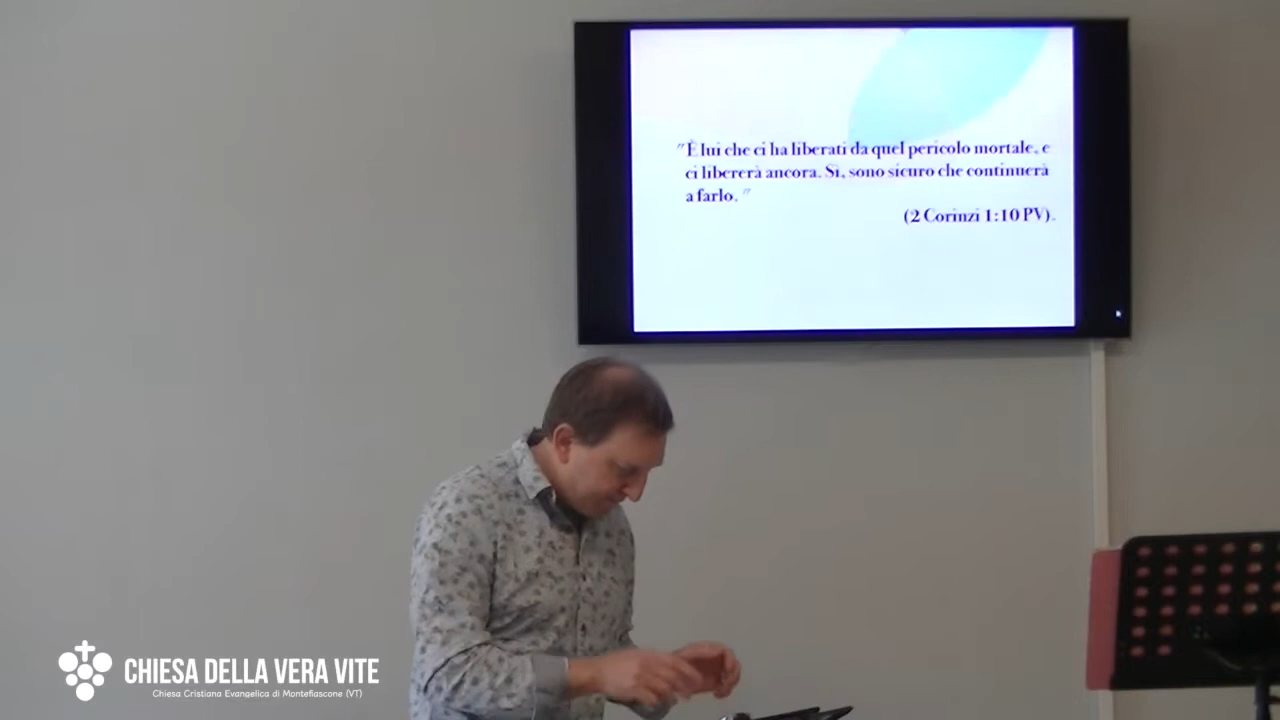 "È lui che ci ha liberati da quel pericolo mortale, e
ci libererà ancora. Sì, sono sicuro che continuerà
a farlo. "
(2 Corinzi 1:10 PV).
CHIESA DELLA VERA VITE
Chiesa Cristiana Evangelica di Montefiascone (VT)